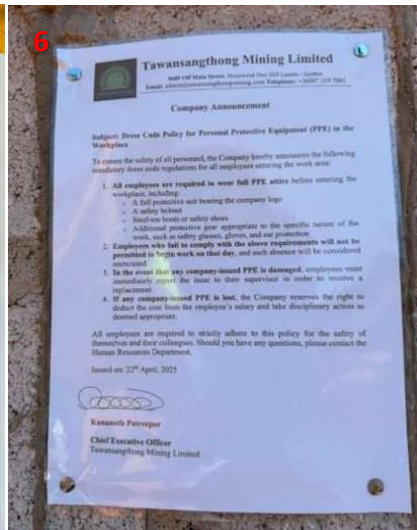 6
Tawansangthong Mining Limited
Company Announcement
Subject: Dress Code Policy for Personal Protective Equipment (PPE) in the
Workplace
To ensure the safety of all personnel, the Company hereby announces the following
mandatory dress code regulations for all employees entering the work area:
1. All employees are required to wear full PPE attire before entering the
workplace, including:
A full protective suit bearing the company logo
A safety helmet
Steel-toe boots or safety shoes
Additional protective gear appropriate to the specific nature of the
work, such as safety glasses, gloves, and ear protection
2. Employees who fail to comply with the above requirements will not be
permitted to begin work on that day, and such absence will be considered
unexcused.
3. In the event that any company-issued PPE is damaged, employees must
immediately report the issue to their supervisor in order to receive a
replacement.
4. If any company-issued PPE is lost, the Company reserves the right to
deduct the cost from the employee's salary and take disciplinary action as
deemed appropriate.
All employees are required to strictly adhere to this policy for the safety of
themselves and their colleagues. Should you have any questions, please contact the
Human Resources Department.
Issued on: 22ⁿᵈ April, 2025
Chief Executive Officer
Tawansangthong Mining Limited